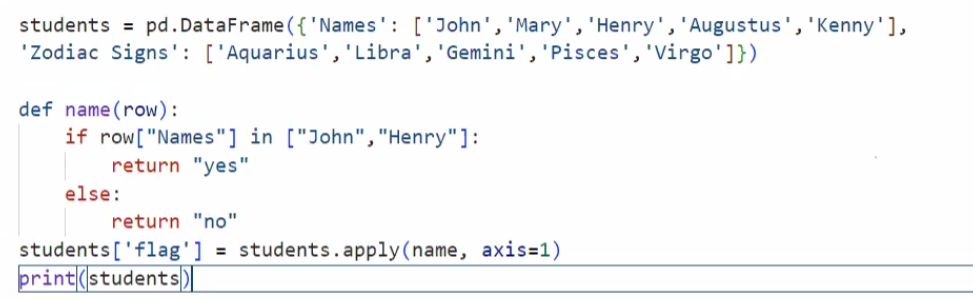 students = pd.DataFrame({'Names': ['John','Mary','Henry','Augustus','Kenny'],
'Zodiac Signs': ['Aquarius','Libra','Gemini','Pisces','Virgo']})

def name(row):
    if row["Names"] in ["John","Henry"]:
        return "yes"
    else:
        return "no"
students['flag'] = students.apply(name, axis=1)
print(students)